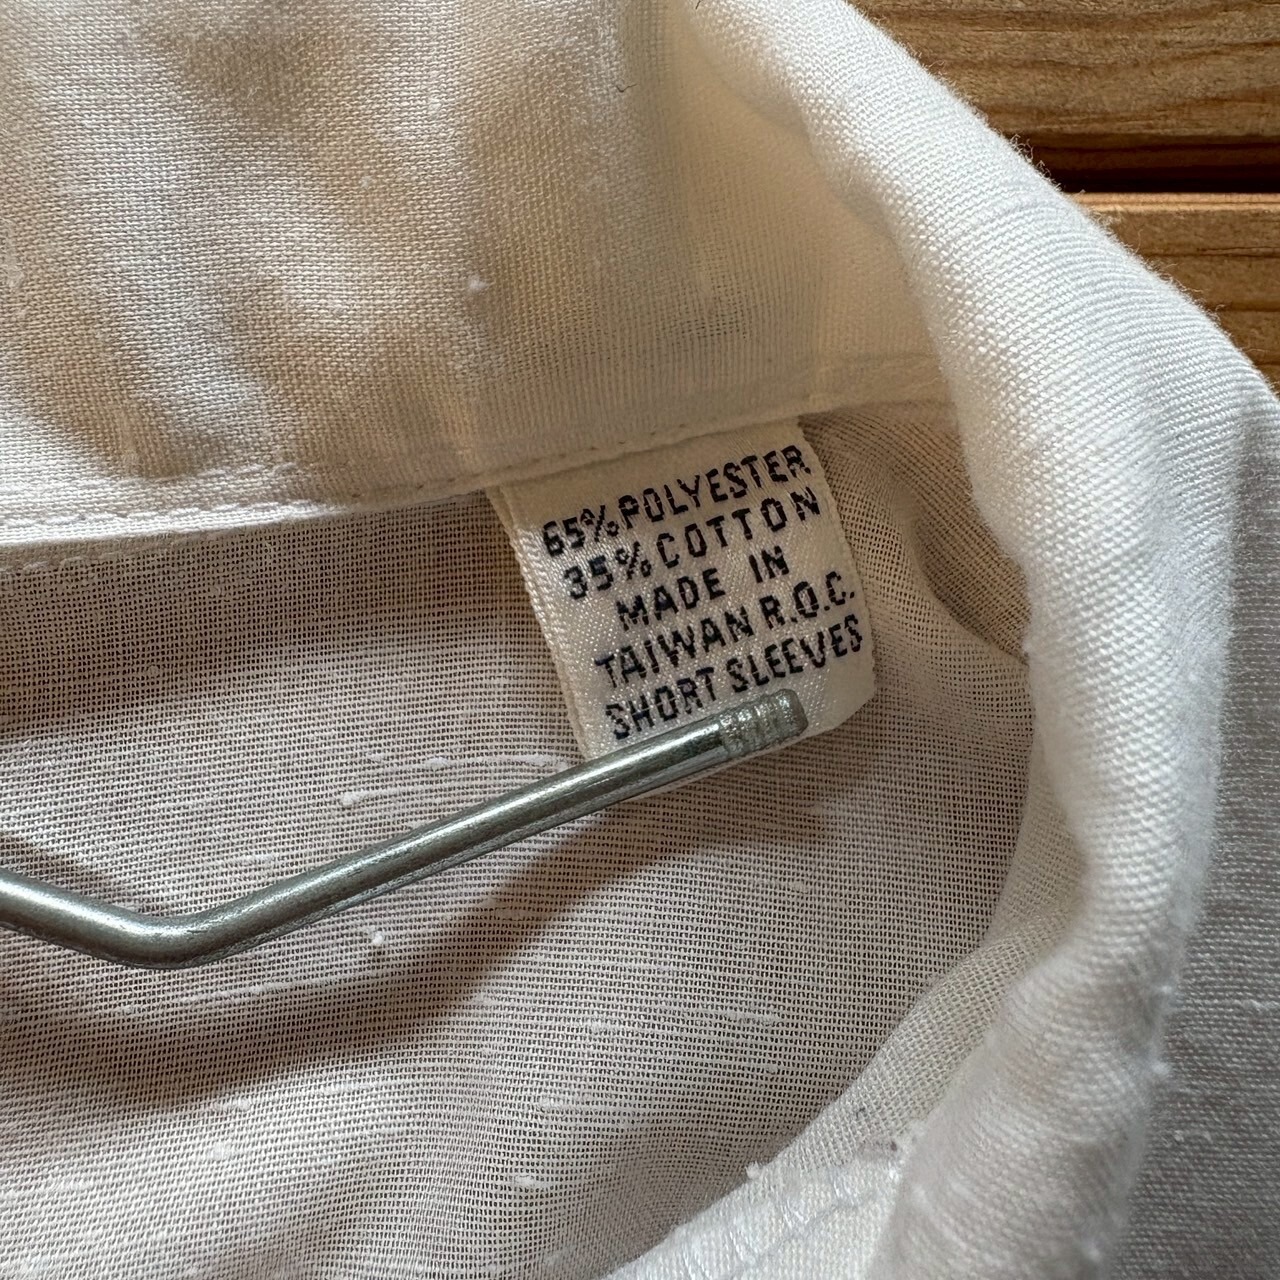 65% POLYESTER
35% COTTON
MADE IN
TAIWAN R.O.C.
SHORT SLEEVES